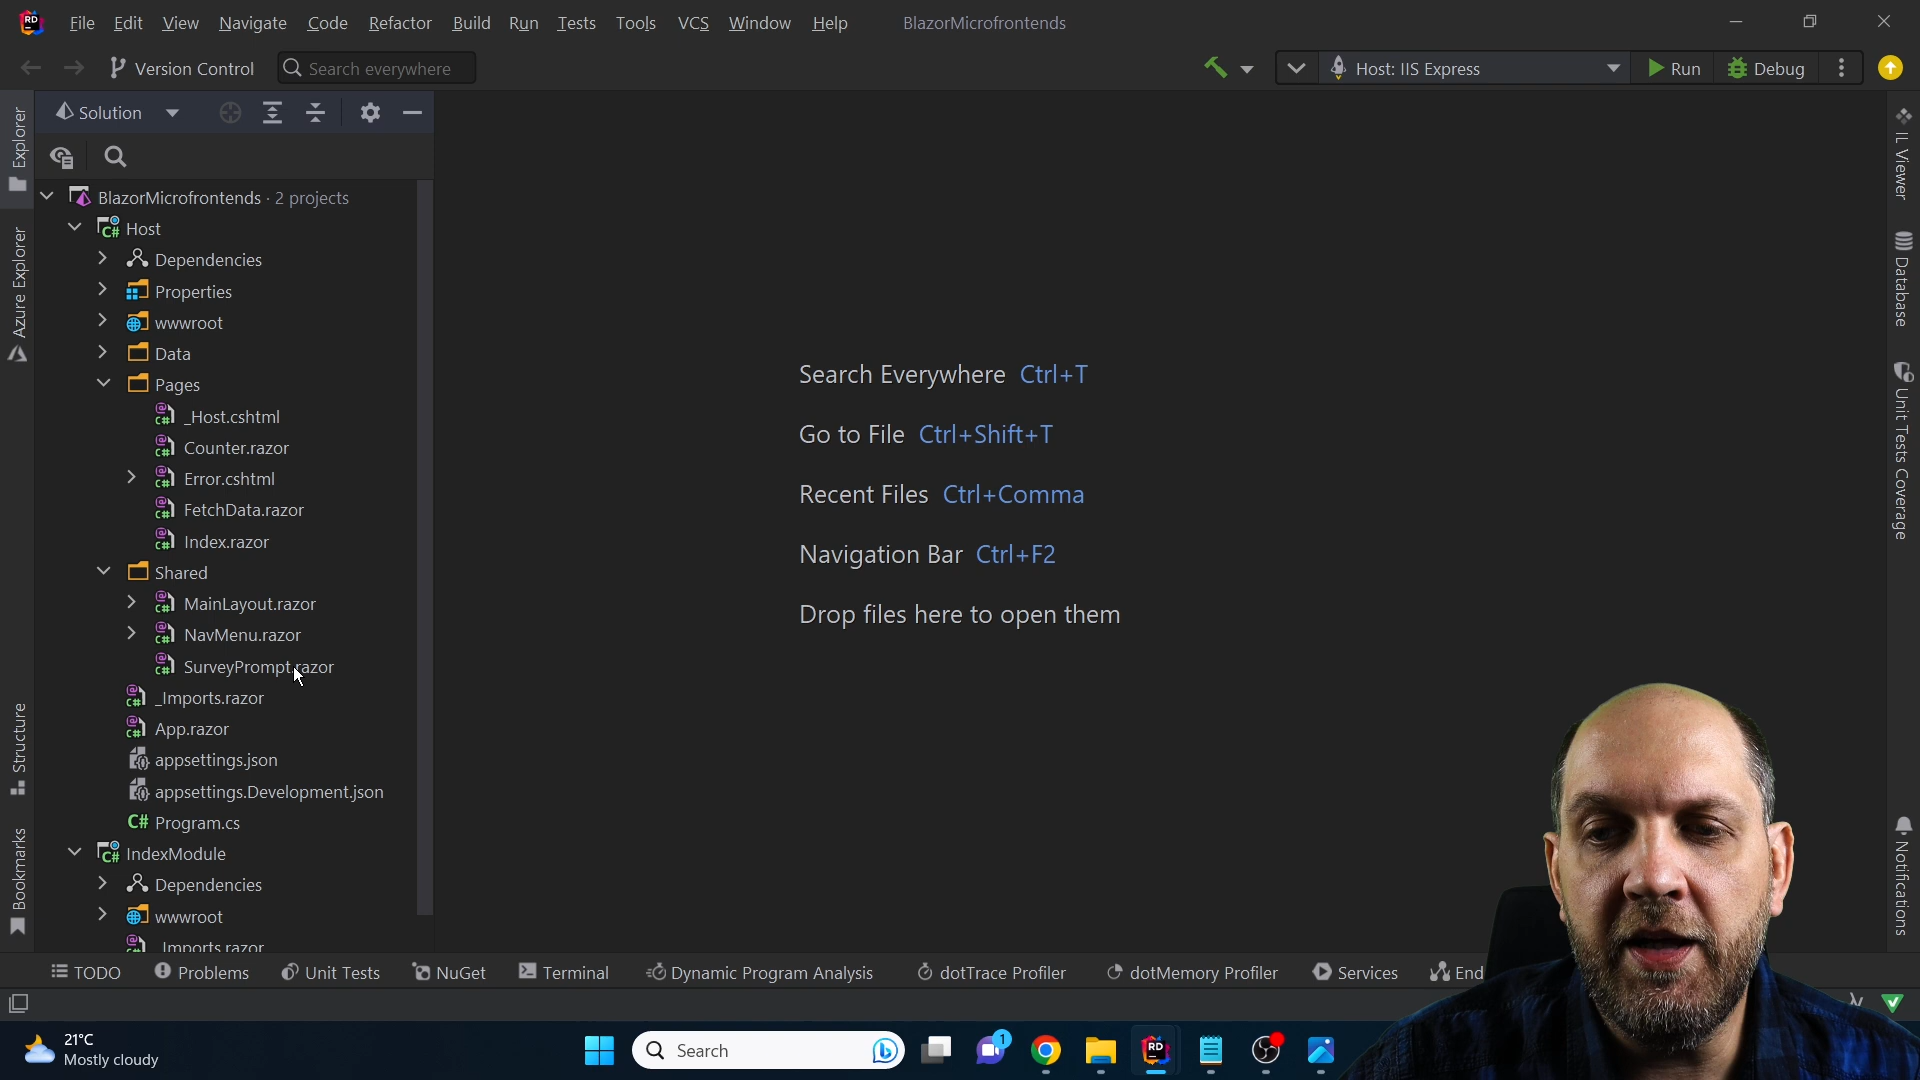 RD File Edit View Navigate Code Refactor Build Run Tests Tools VCS Window Help BlazorMicrofrontends
Version Control Search everywhere Host: IIS Express Run Debug
Solution
BlazorMicrofrontends · 2 projects
Host
Dependencies
Properties
wwwroot
Data
Pages
_Host.cshtml
Counter.razor
Error.cshtml
FetchData.razor
Index.razor
Shared
MainLayout.razor
NavMenu.razor
SurveyPrompt.razor
_Imports.razor
App.razor
appsettings.json
appsettings.Development.json
C# Program.cs
IndexModule
Dependencies
wwwroot
_Imports.razor
Explorer
Azure Explorer
Structure
Bookmarks
Search Everywhere Ctrl+T
Go to File Ctrl+Shift+T
Recent Files Ctrl+Comma
Navigation Bar Ctrl+F2
Drop files here to open them
IL Viewer
Database
Unit Tests Coverage
Notifications
TODO Problems Unit Tests NuGet Terminal Dynamic Program Analysis dotTrace Profiler dotMemory Profiler Services End
21°C
Mostly cloudy
Search
1
RD